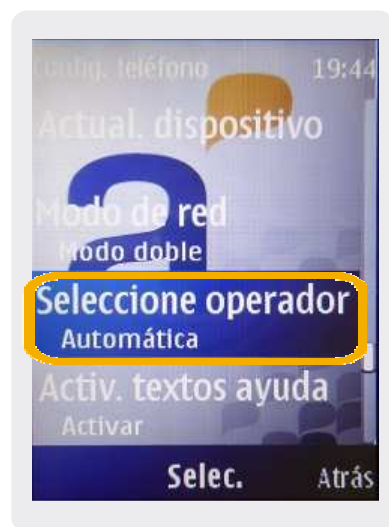 Config. teléfono 19:44
Actual. dispositivo
Modo de red
Modo doble
Seleccione operador
Automática
Activ. textos ayuda
Activar
Selec. Atrás